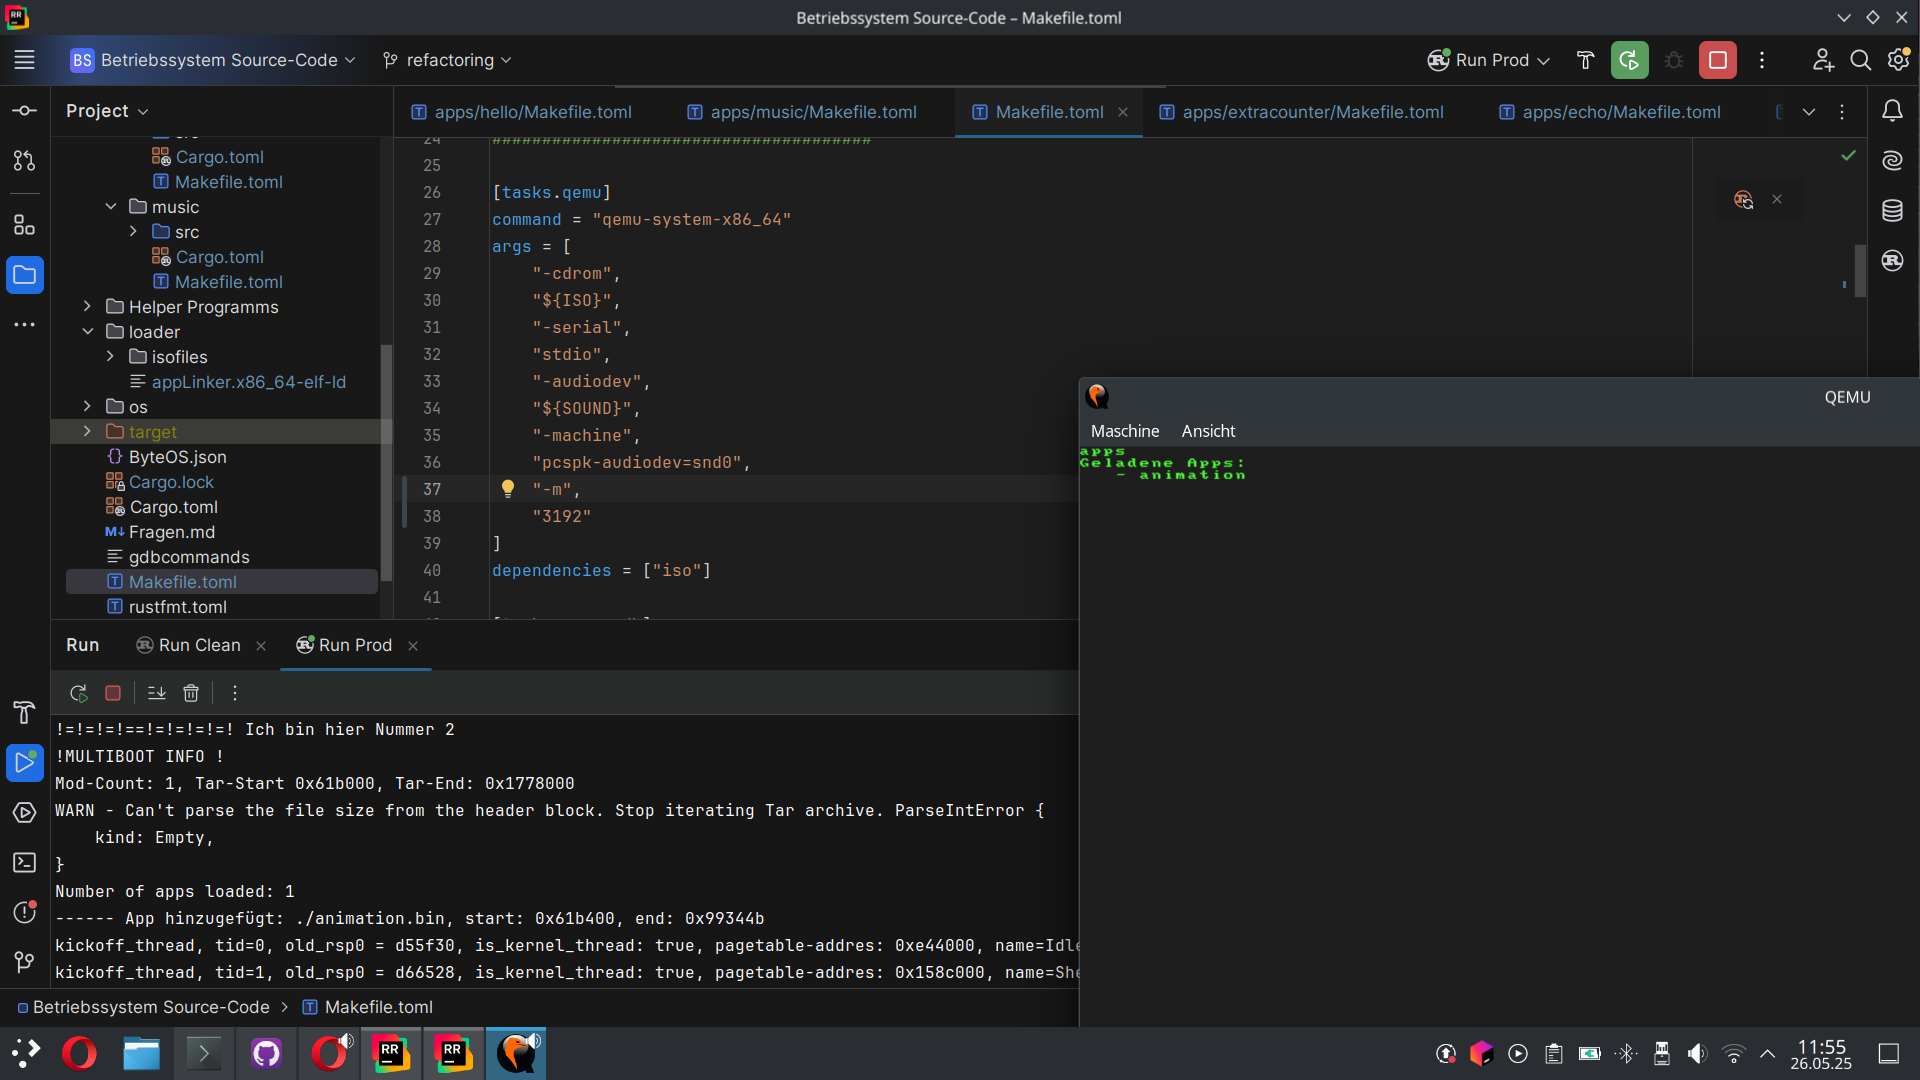 Betriebssystem Source-Code – Makefile.toml
BS Betriebssystem Source-Code
refactoring
Run Prod
Project
apps/hello/Makefile.toml
apps/music/Makefile.toml
Makefile.toml
apps/extracounter/Makefile.toml
apps/echo/Makefile.toml
src
Cargo.toml
Makefile.toml
music
src
Cargo.toml
Makefile.toml
Helper Programms
loader
isofiles
appLinker.x86_64-elf-ld
os
target
ByteOS.json
Cargo.lock
Cargo.toml
Fragen.md
gdbcommands
Makefile.toml
rustfmt.toml
24 ######################################
25
26 [tasks.qemu]
27 command = "qemu-system-x86_64"
28 args = [
29 "-cdrom",
30 "${ISO}",
31 "-serial",
32 "stdio",
33 "-audiodev",
34 "${SOUND}",
35 "-machine",
36 "pcspk-audiodev=snd0",
37 "-m",
38 "3192"
39 ]
40 dependencies = ["iso"]
41
QEMU
Maschine Ansicht
apps
Geladene Apps:
- animation
Run
Run Clean
Run Prod
!=!=!=!==!=!=!=!=! Ich bin hier Nummer 2
!MULTIBOOT INFO !
Mod-Count: 1, Tar-Start 0x61b000, Tar-End: 0x1778000
WARN - Can't parse the file size from the header block. Stop iterating Tar archive. ParseIntError {
kind: Empty,
}
Number of apps loaded: 1
------ App hinzugefügt: ./animation.bin, start: 0x61b400, end: 0x99344b
kickoff_thread, tid=0, old_rsp0 = d55f30, is_kernel_thread: true, pagetable-addres: 0xe44000, name=Idle
kickoff_thread, tid=1, old_rsp0 = d66528, is_kernel_thread: true, pagetable-addres: 0x158c000, name=She
Betriebssystem Source-Code
Makefile.toml
11:55
26.05.25